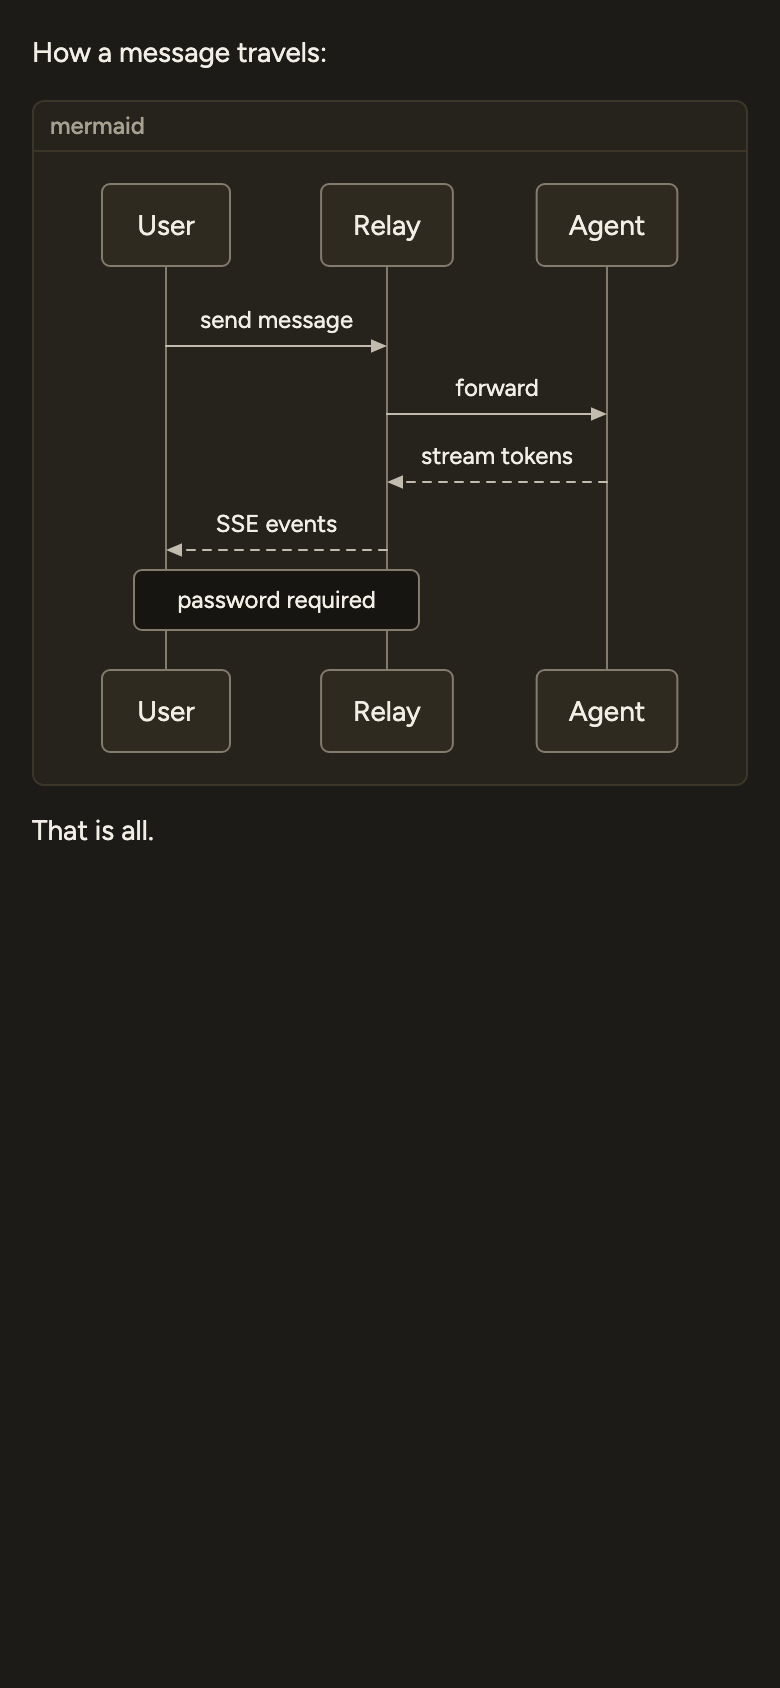 How a message travels:
mermaid
User
Relay
Agent
send message
forward
stream tokens
SSE events
password required
User
Relay
Agent
That is all.